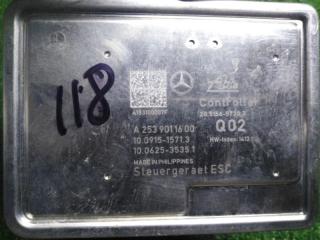 118
Controller
A 253 901 16 00
Q02
10.0915-1571.3
10.0625-3535.1
MADE IN PHILIPPINES
Steuergeraet ESC